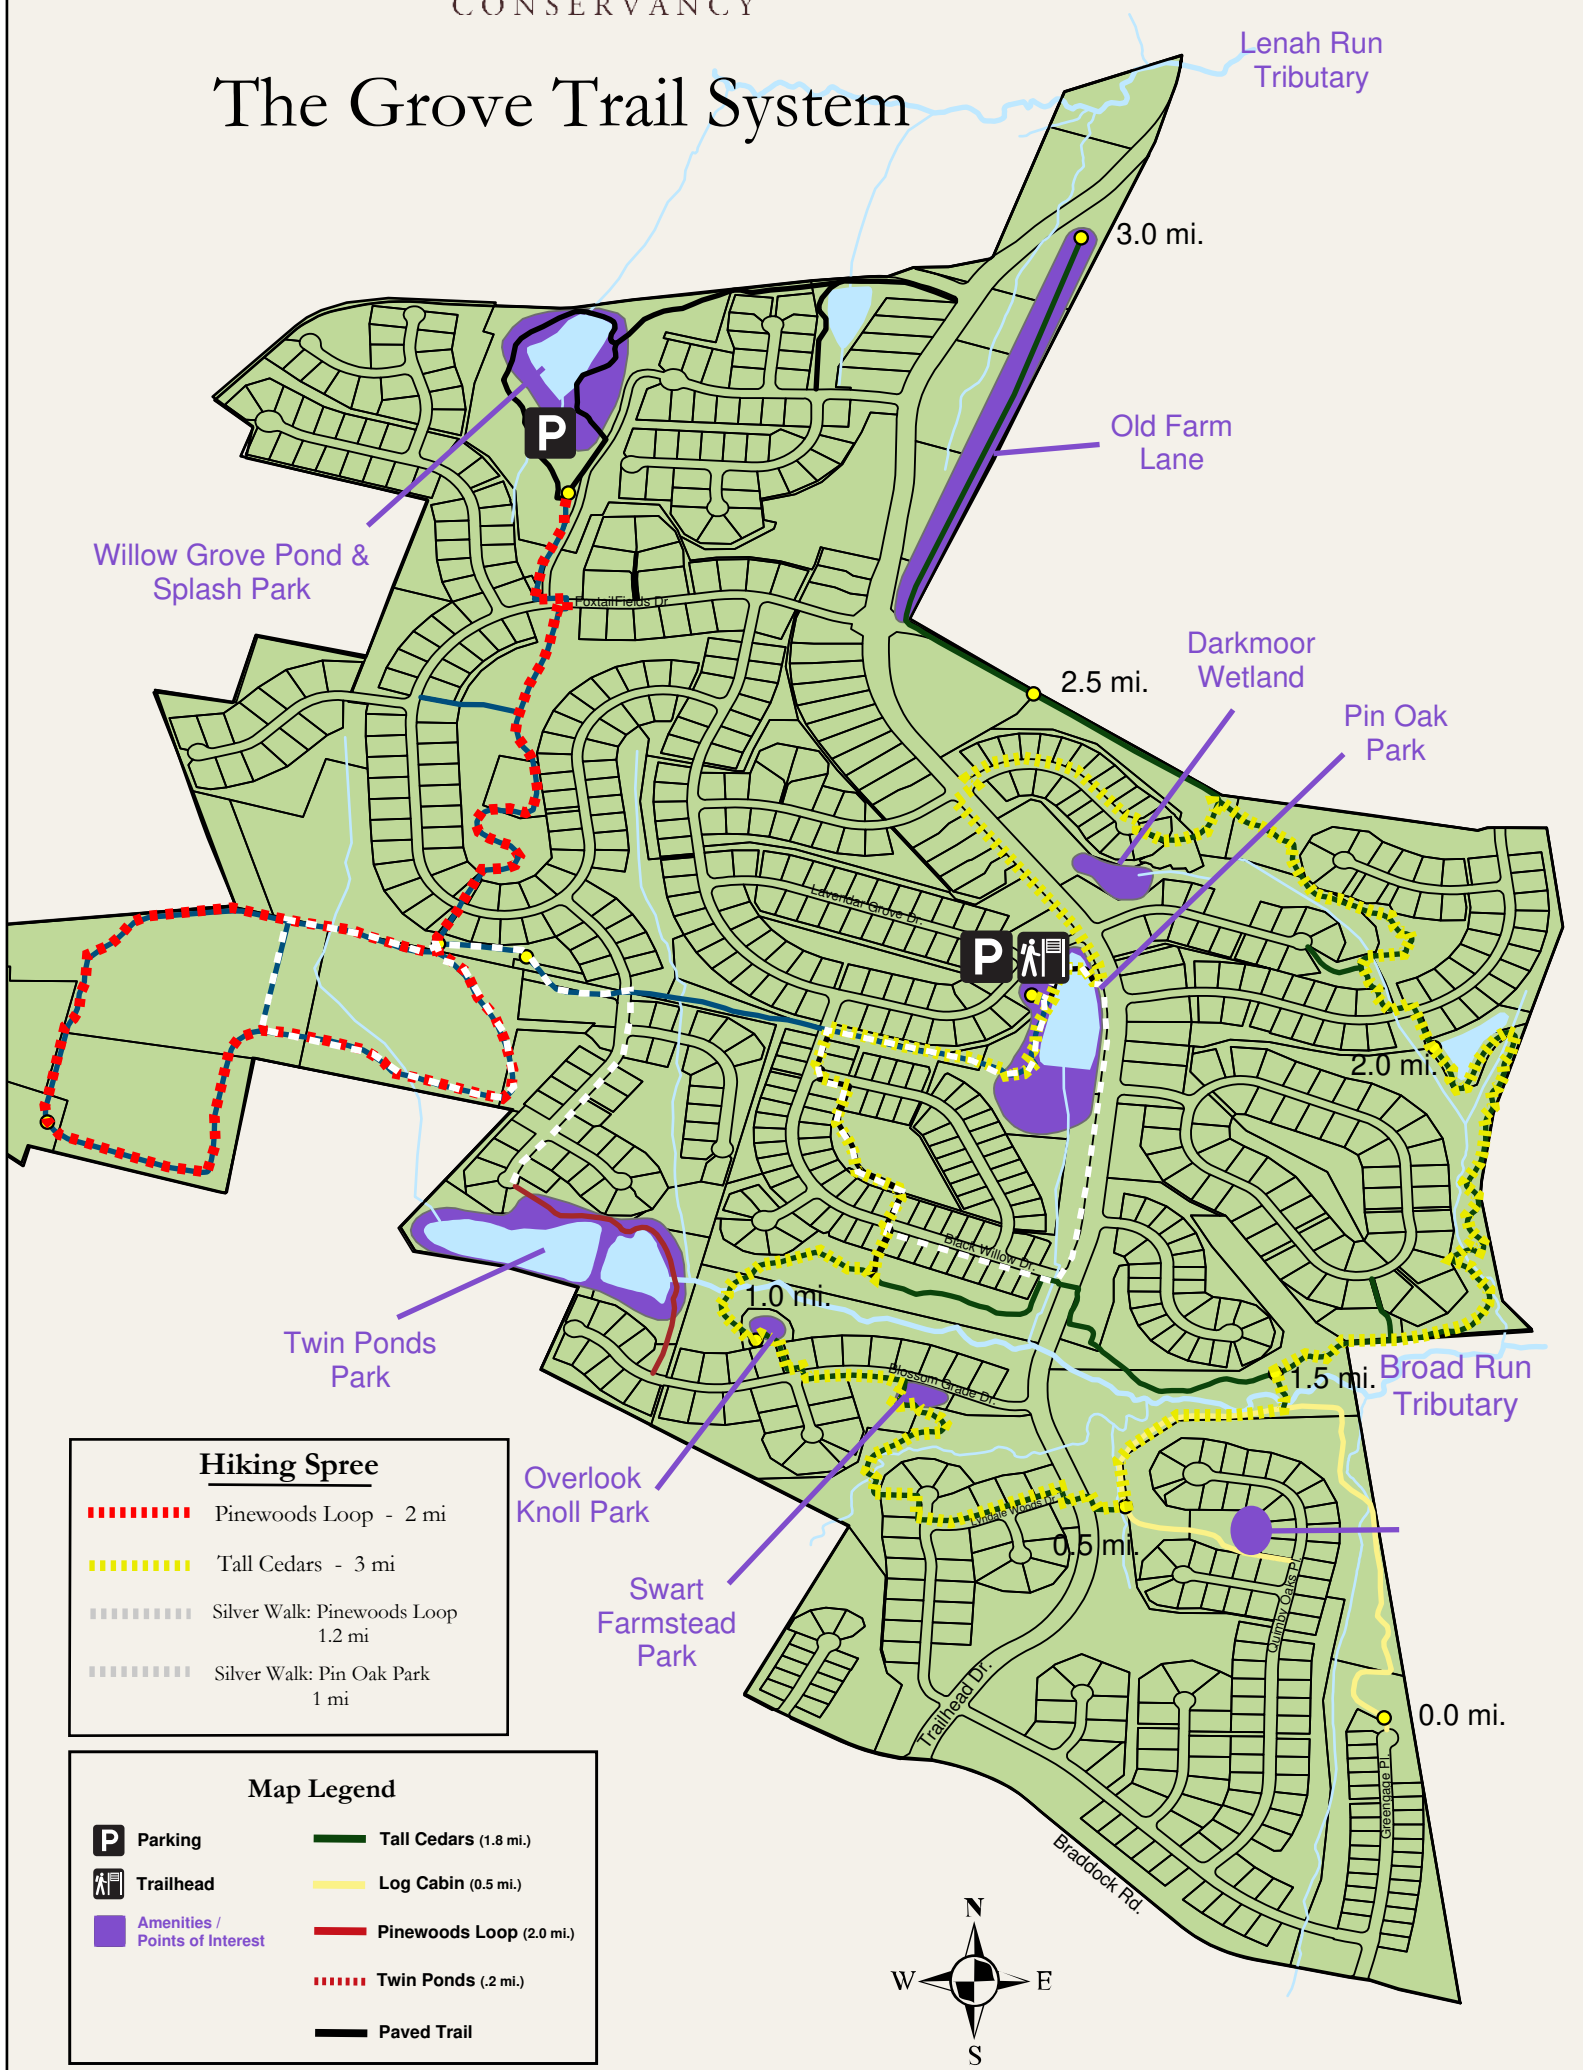 CONSERVANCY
The Grove Trail System
Lenah Run
Tributary
3.0 mi.
P
Old Farm
Lane
Willow Grove Pond &
Splash Park
FoxtailFields Dr
Darkmoor
Wetland
2.5 mi.
Pin Oak
Park
Lavendar Grove Dr.
P
2.0 mi.
Black Willow Dr.
1.0 mi.
Twin Ponds
Park
1.5 mi.
Broad Run
Tributary
Blossom Grade Dr.
Overlook
Knoll Park
Lyndale Woods Dr.
0.5 mi.
Swart
Farmstead
Park
Quimby Oaks Pl.
Trailhead Dr.
0.0 mi.
Greengage Pl.
Braddock Rd.
Hiking Spree
Pinewoods Loop - 2 mi
Tall Cedars - 3 mi
Silver Walk: Pinewoods Loop
1.2 mi
Silver Walk: Pin Oak Park
1 mi
Map Legend
P Parking
Trailhead
Amenities /
Points of Interest
Tall Cedars (1.8 mi.)
Log Cabin (0.5 mi.)
Pinewoods Loop (2.0 mi.)
Twin Ponds (.2 mi.)
Paved Trail
N
W E
S